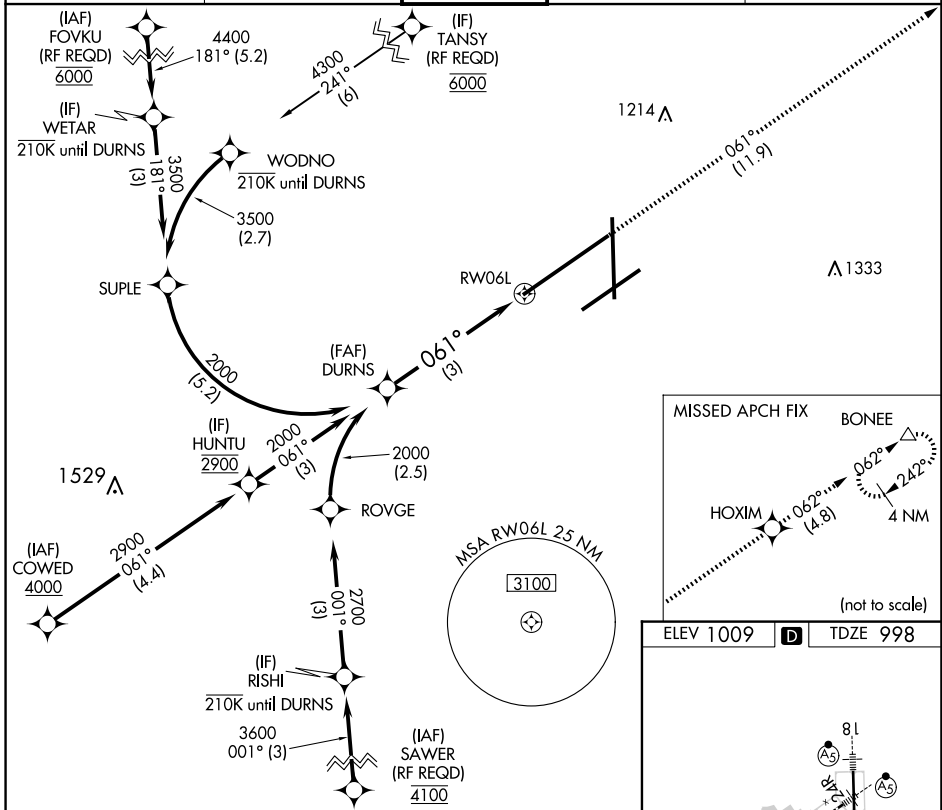 (IAF)
FOVKU
(RF REQD)
6000
4400
181° (5.2)
(IF)
TANSY
(RF REQD)
6000
4300
241°
(6)
(IF)
WETAR
210K until DURNS
3500
181°
(3)
WODNO
210K until DURNS
3500
(2.7)
1214
061°
(11.9)
1333
SUPLE
RW06L
2000
(5.2)
(FAF)
DURNS
061°
(3)
(IF)
HUNTU
2900
2000
061°
(3)
2000
(2.5)
1529
ROVGE
(IAF)
COWED
4000
2900
061°
(4.4)
2700
001°
(3)
(IF)
RISHI
210K until DURNS
3600
001° (3)
(IAF)
SAWER
(RF REQD)
4100
MSA RW06L 25 NM
3100
MISSED APCH FIX
BONEE
062°
242°
4 NM
HOXIM
062°
(4.8)
(not to scale)
ELEV 1009 D TDZE 998
18
A5
24R
A5